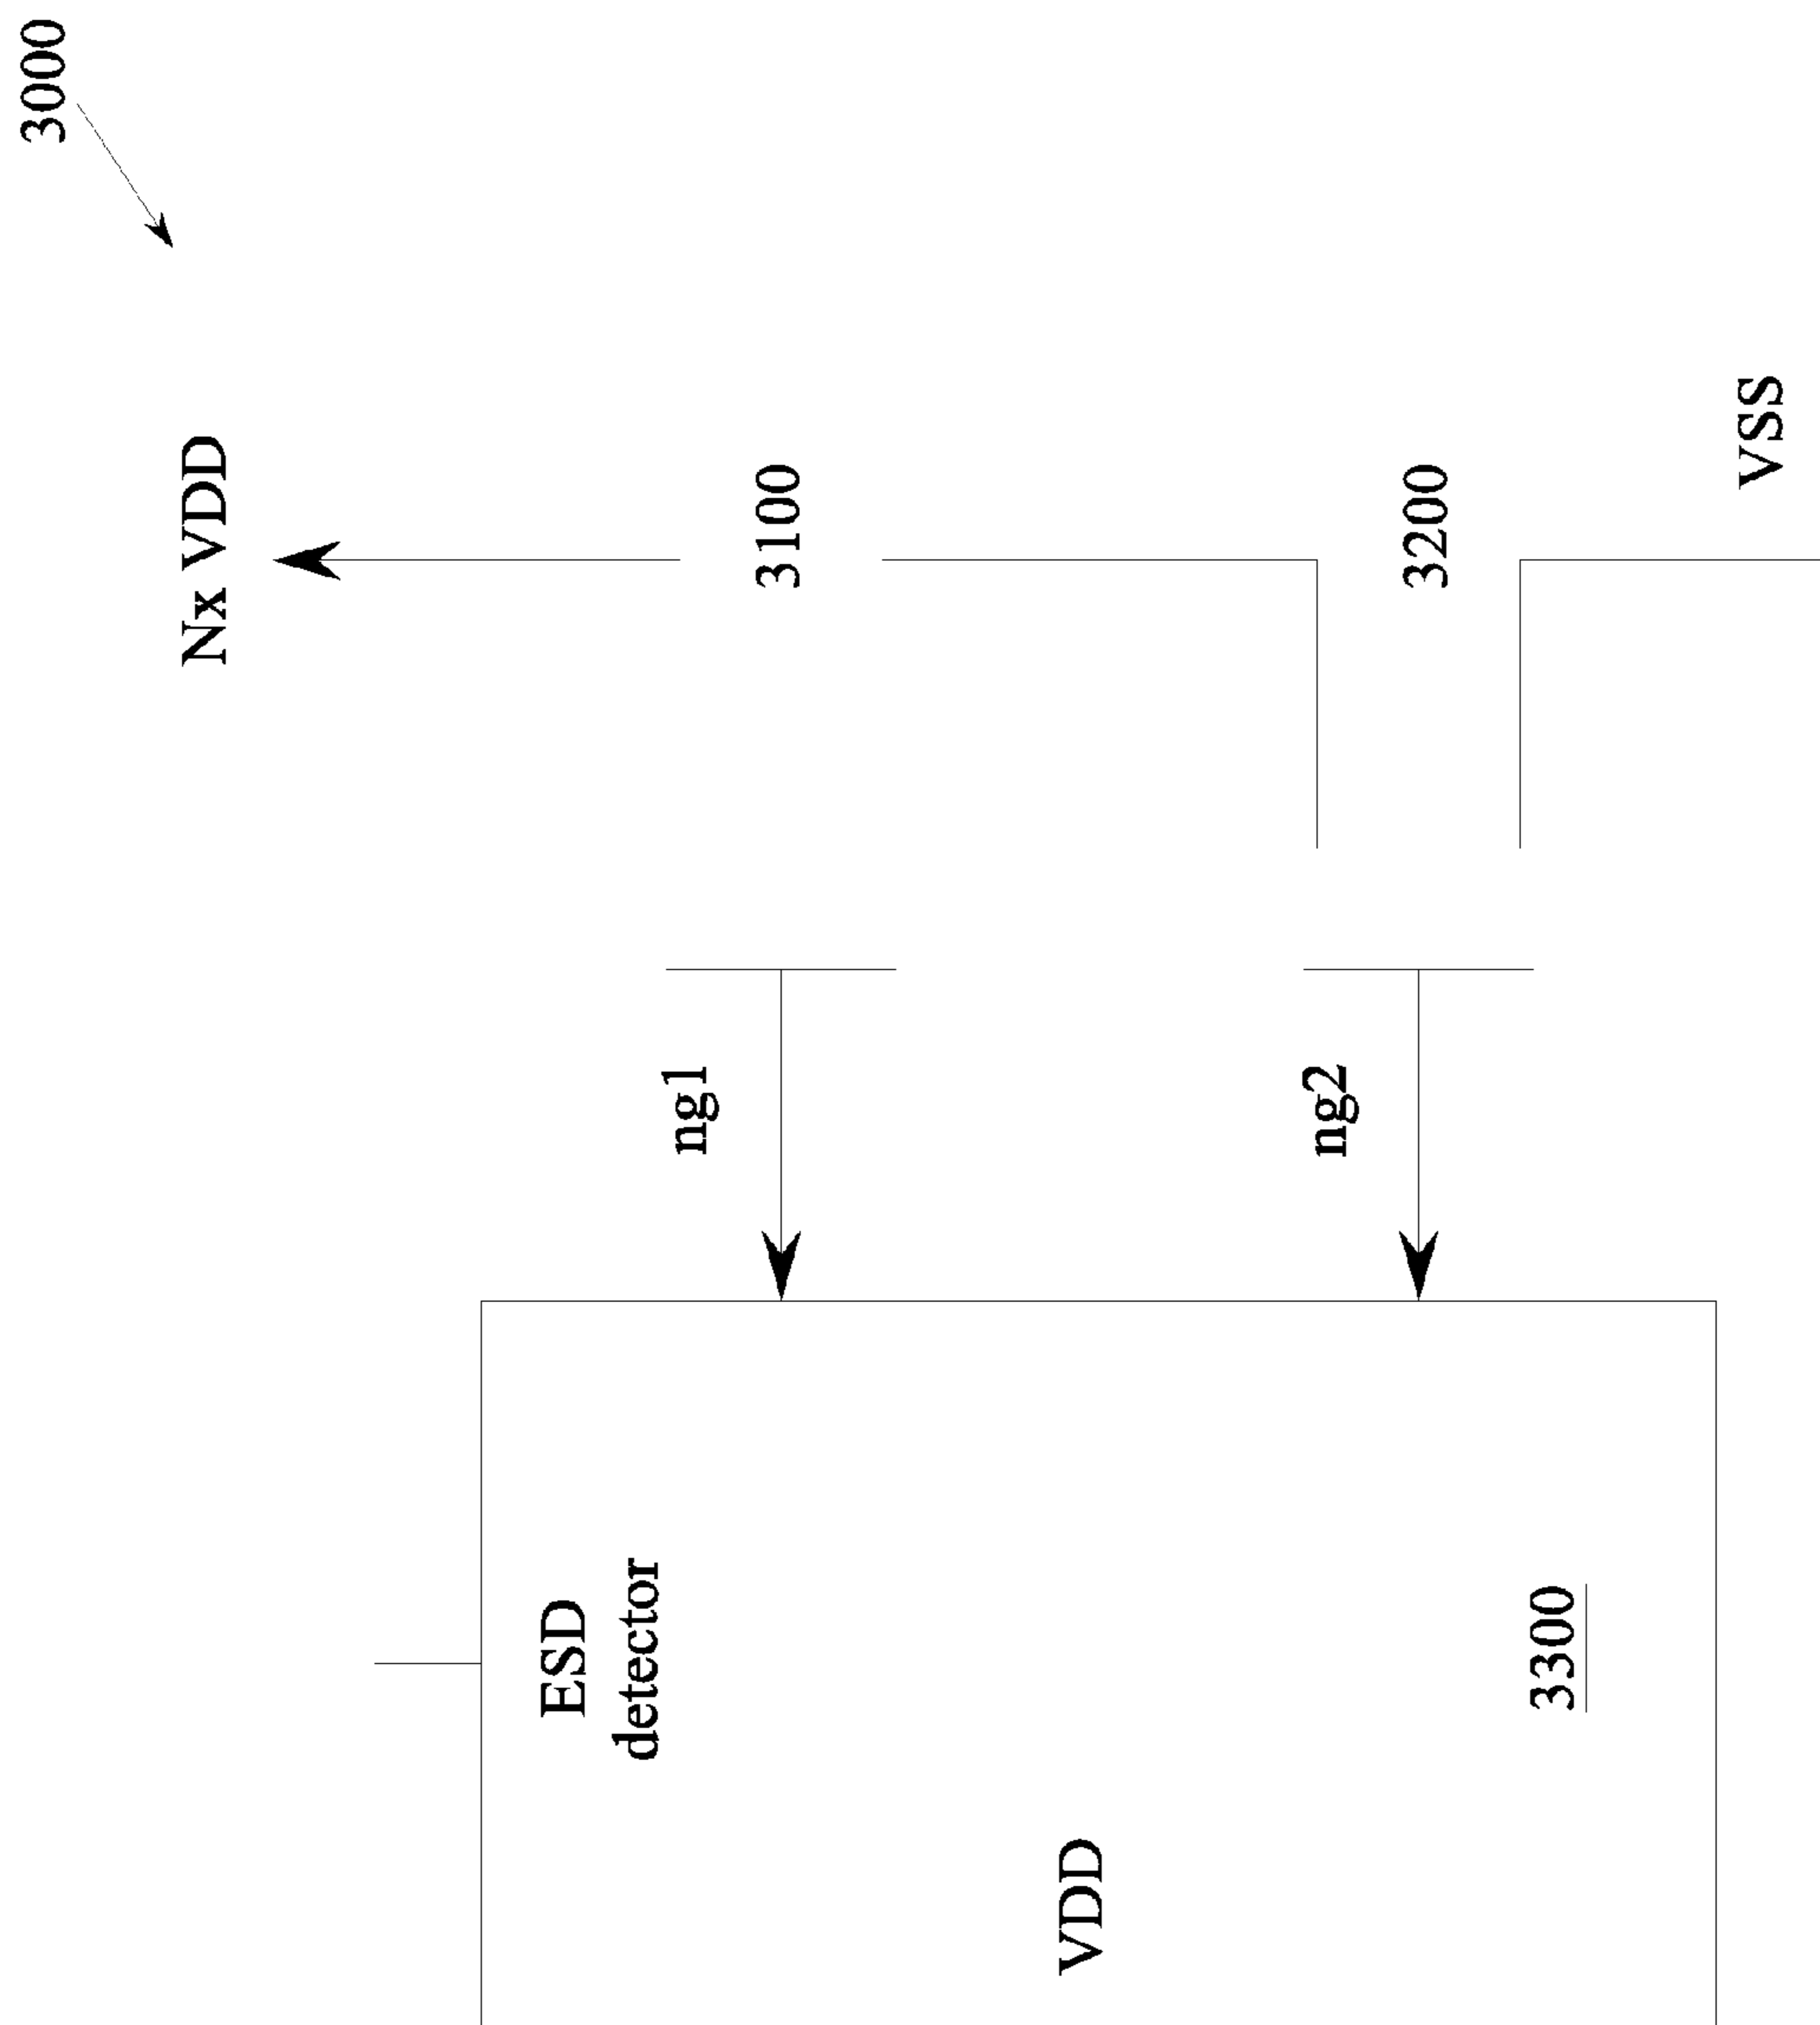 3000
Nx VDD
3100
3200
VSS
ng1
ng2
ESD
detector
3300
VDD